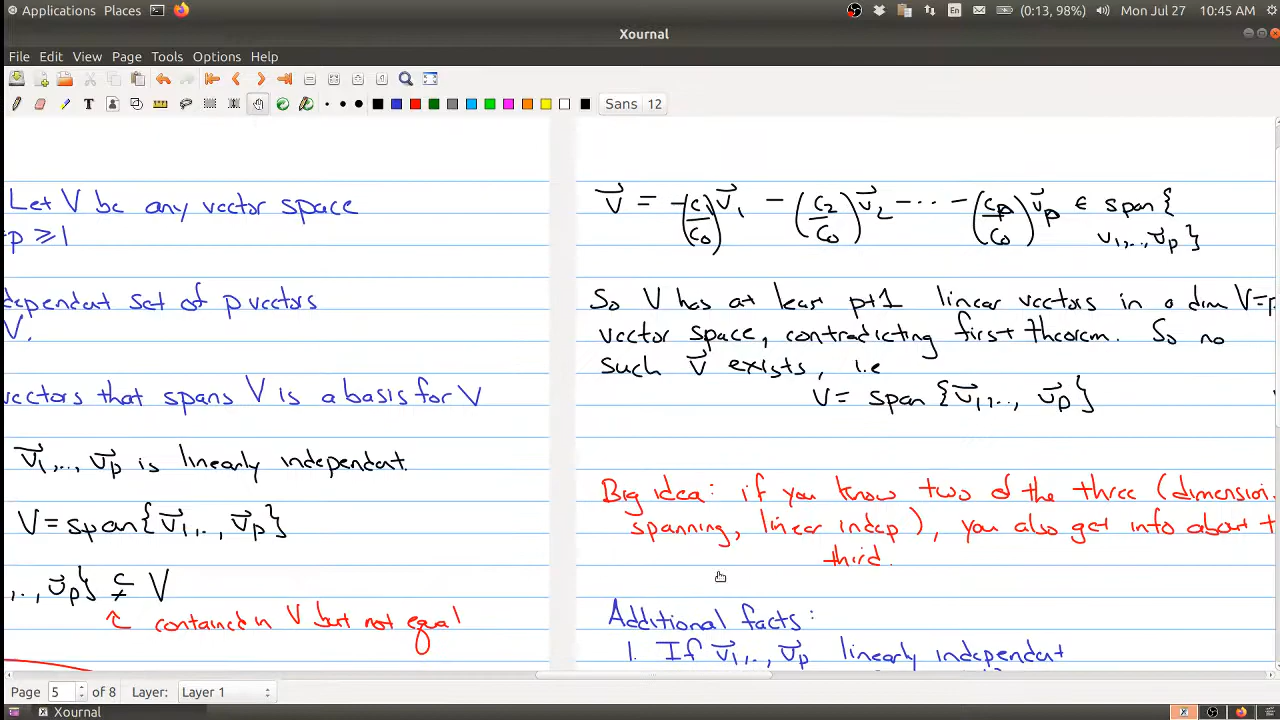 Applications Places (0:13, 98%) Mon Jul 27 10:45 AM
En
Xournal
File Edit View Page Tools Options Help
Sans 12
Let V be any vector space
p ≥ 1
dependent set of p vectors
V.
vectors that spans V is a basis for V
v⃗1,.., v⃗p is linearly independent.
V = span{v⃗1,.., v⃗p}
.., v⃗p} ⊊ V
contained in V but not equal
v⃗ = -(c1/c0)v⃗1 - (c2/c0)v⃗2 - ... - (cp/c0)v⃗p ∈ span{
v1,.., v⃗p}
So V has at least p+1 linear vectors in a dim V=p
vector space, contradicting first theorem. So no
such v⃗ exists, i.e
V = span {v⃗1,.., v⃗p}
Big idea: if you know two of the three (dimension,
spanning, linear indep), you also get info about t
third.
Additional facts:
1. If v⃗1,.., v⃗p linearly independent
Page 5 of 8 Layer: Layer 1
Xournal